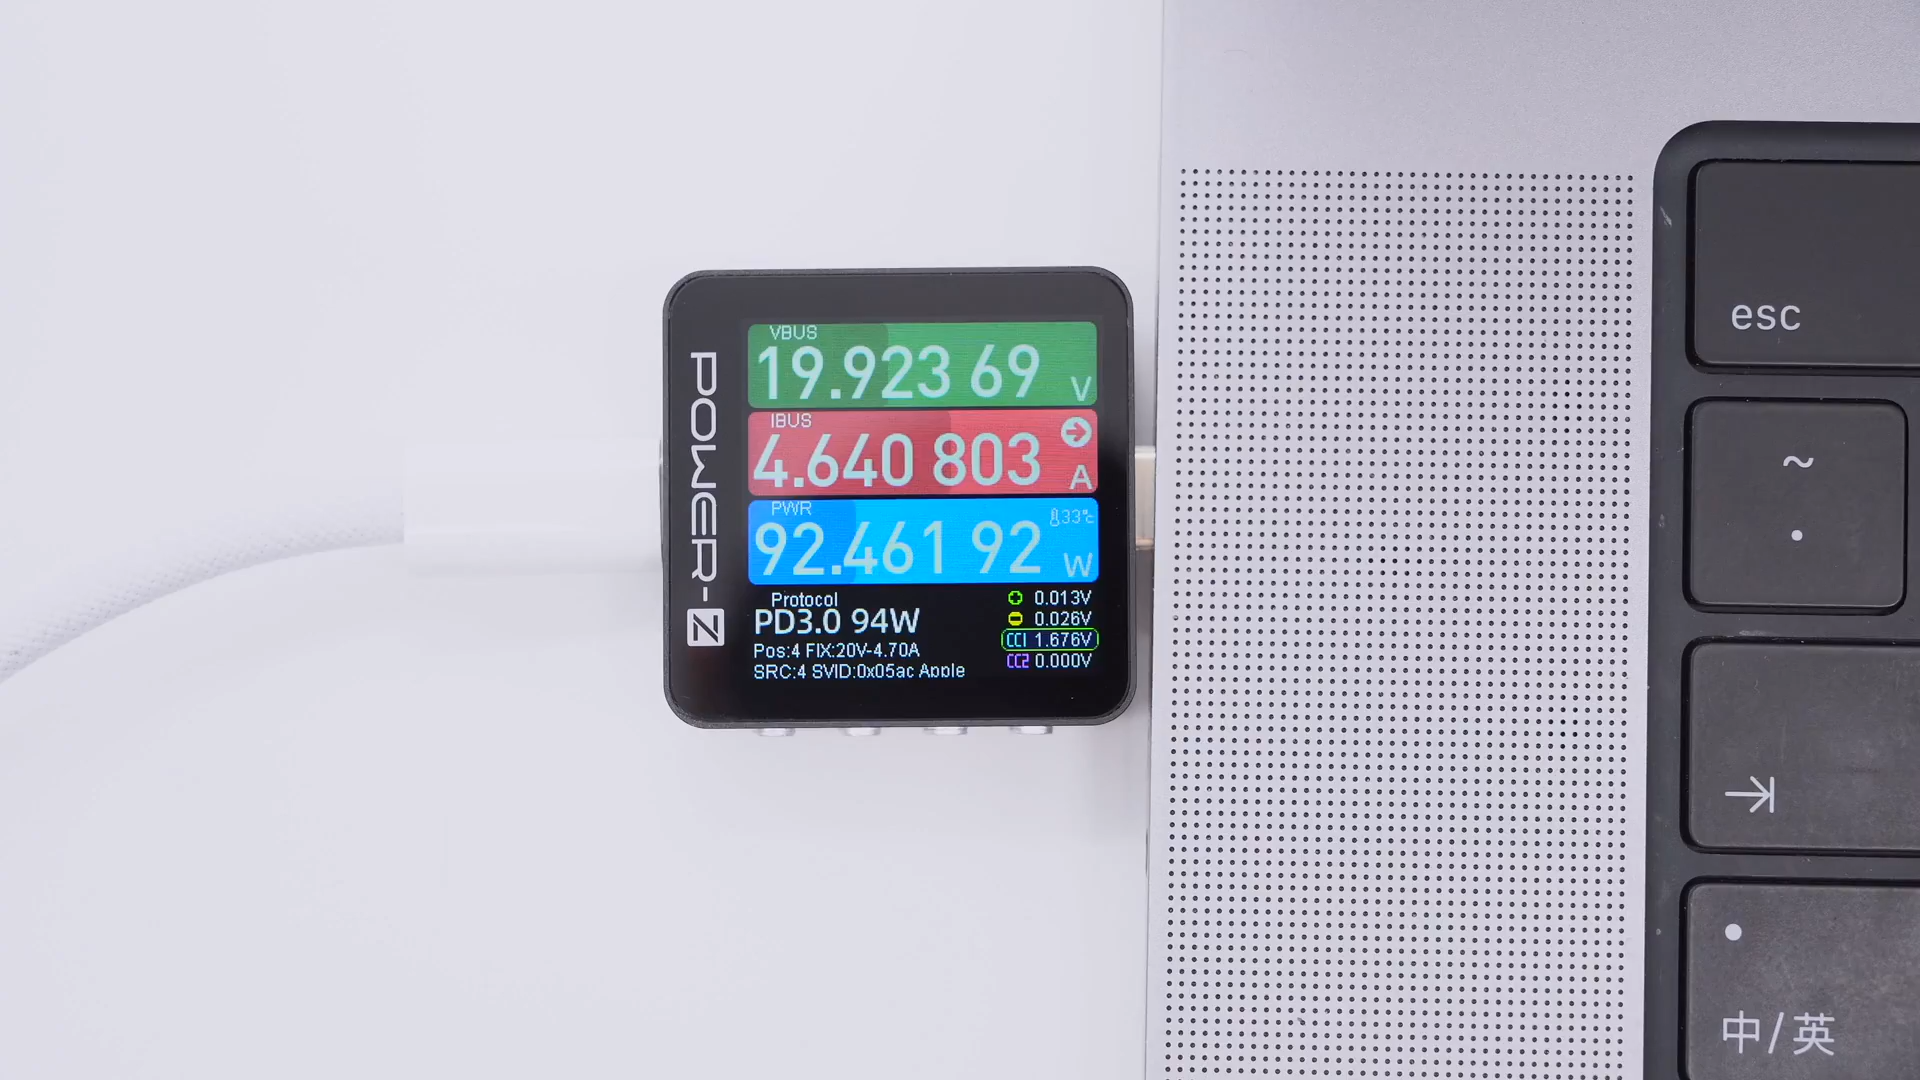 POWER-Z
VBUS
19.923 69 V
IBUS
4.640 803 A
PWR
33°C
92.461 92 W
Protocol
PD3.0 94W
Pos:4 FIX:20V-4.70A
SRC:4 SVID:0x05ac Apple
0.013V
0.026V
CC1 1.676V
CC2 0.000V
esc
~
·
中/英